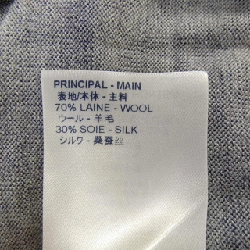 PRINCIPAL - MAIN
表地/本体 - 主料
70% LAINE - WOOL
ウール - 羊毛
30% SOIE - SILK
シルク - 桑蚕丝